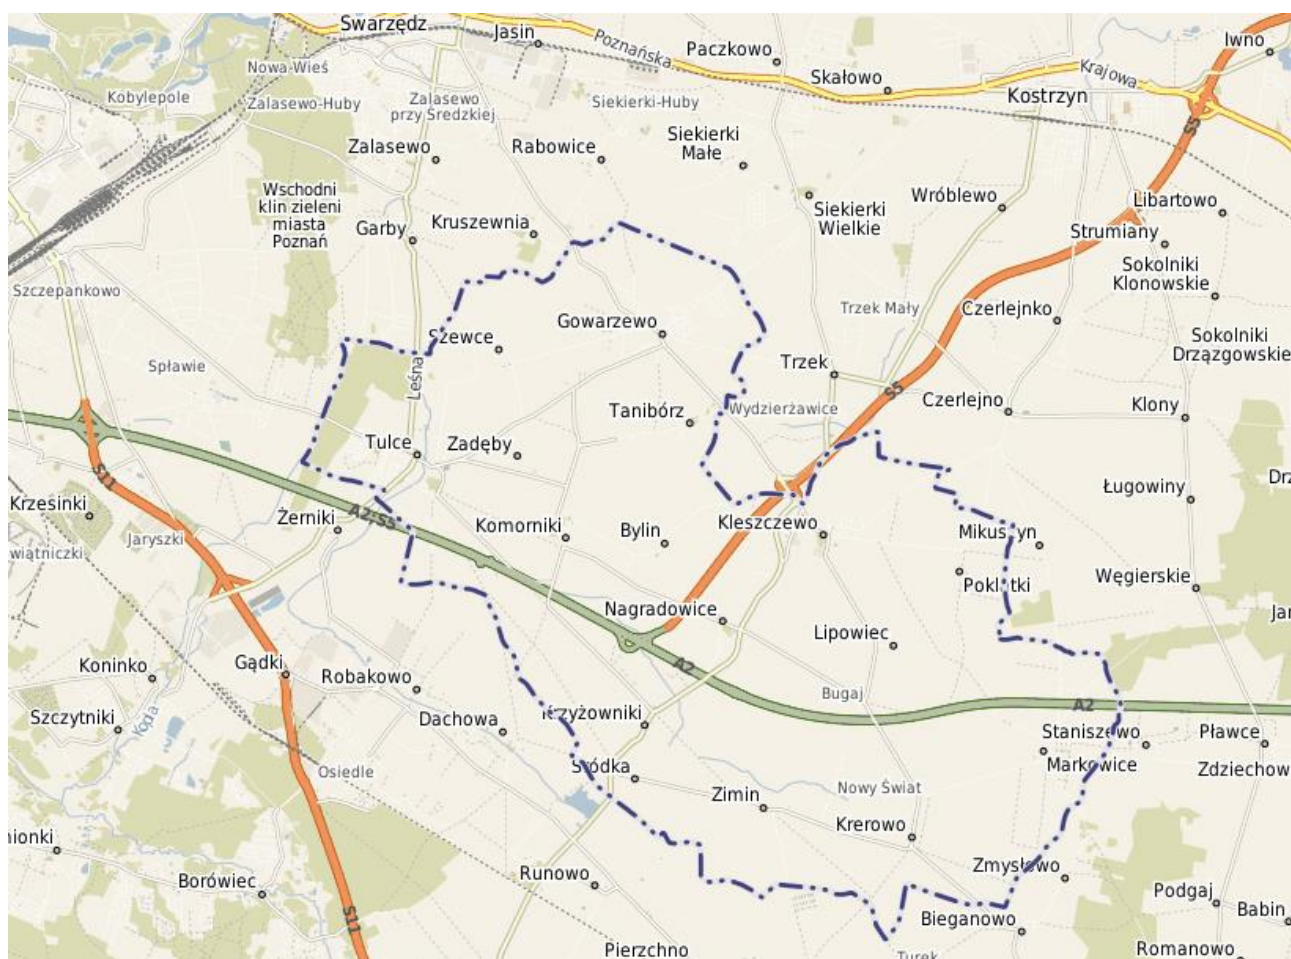 Swarzędz
Jasin
Poznańska
Paczkowo
Iwno
Nowa-Wieś
Skałowo
Krajowa
Kobylepole
Zalasewo-Huby
Zalasewo
przy Średzkiej
Siekierki-Huby
Kostrzyn
S5
Zalasewo
Rabowice
Siekierki
Małe
Wschodni
klin zieleni
miasta
Poznań
Garby
Kruszewnia
Siekierki
Wielkie
Wróblewo
Libartowo
Strumiany
Sokolniki
Klonowskie
Szczepankowo
Trzek Mały
Czerlejnko
Gowarzewo
Szewce
Sokolniki
Drzązgowskie
Spławie
Leśna
Trzek
S5
Tanibórz
Wydzierżawice
Czerlejno
Klony
Tulce
Zadęby
S11
Krzesinki
Ługowiny
Żerniki
A2;S5
Komorniki
Bylin
Kleszczewo
Jaryszki
Węgierskie
Nagradowice
Lipowiec
Koninko
Gądki
Robakowo
A2
Bugaj
A2
Szczytniki
Dachowa
Staniszewo
Pławce
Markowice
Zdziechow
Osiedle
Zimin
Nowy Świat
Krerowo
Borówiec
Runowo
Zmysłowo
Podgaj
Babin
S11
Bieganowo
Pierzchno
Turek
Romanowo